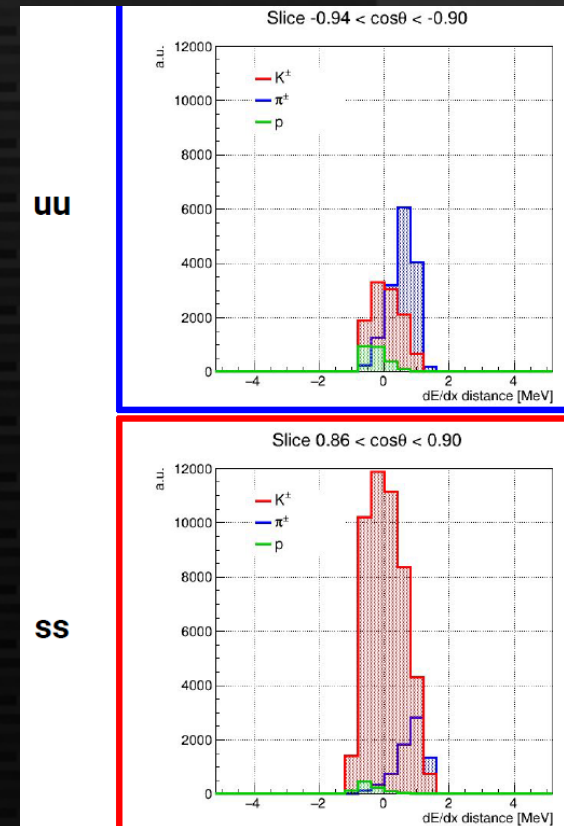 Slice -0.94 < cosθ < -0.90
a.u.
12000
K±
10000
π±
p
8000
uu
6000
4000
2000
0
−4 −2 0 2 4
dE/dx distance [MeV]
Slice 0.86 < cosθ < 0.90
a.u.
12000
K±
10000
π±
p
8000
ss
6000
4000
2000
0
−4 −2 0 2 4
dE/dx distance [MeV]